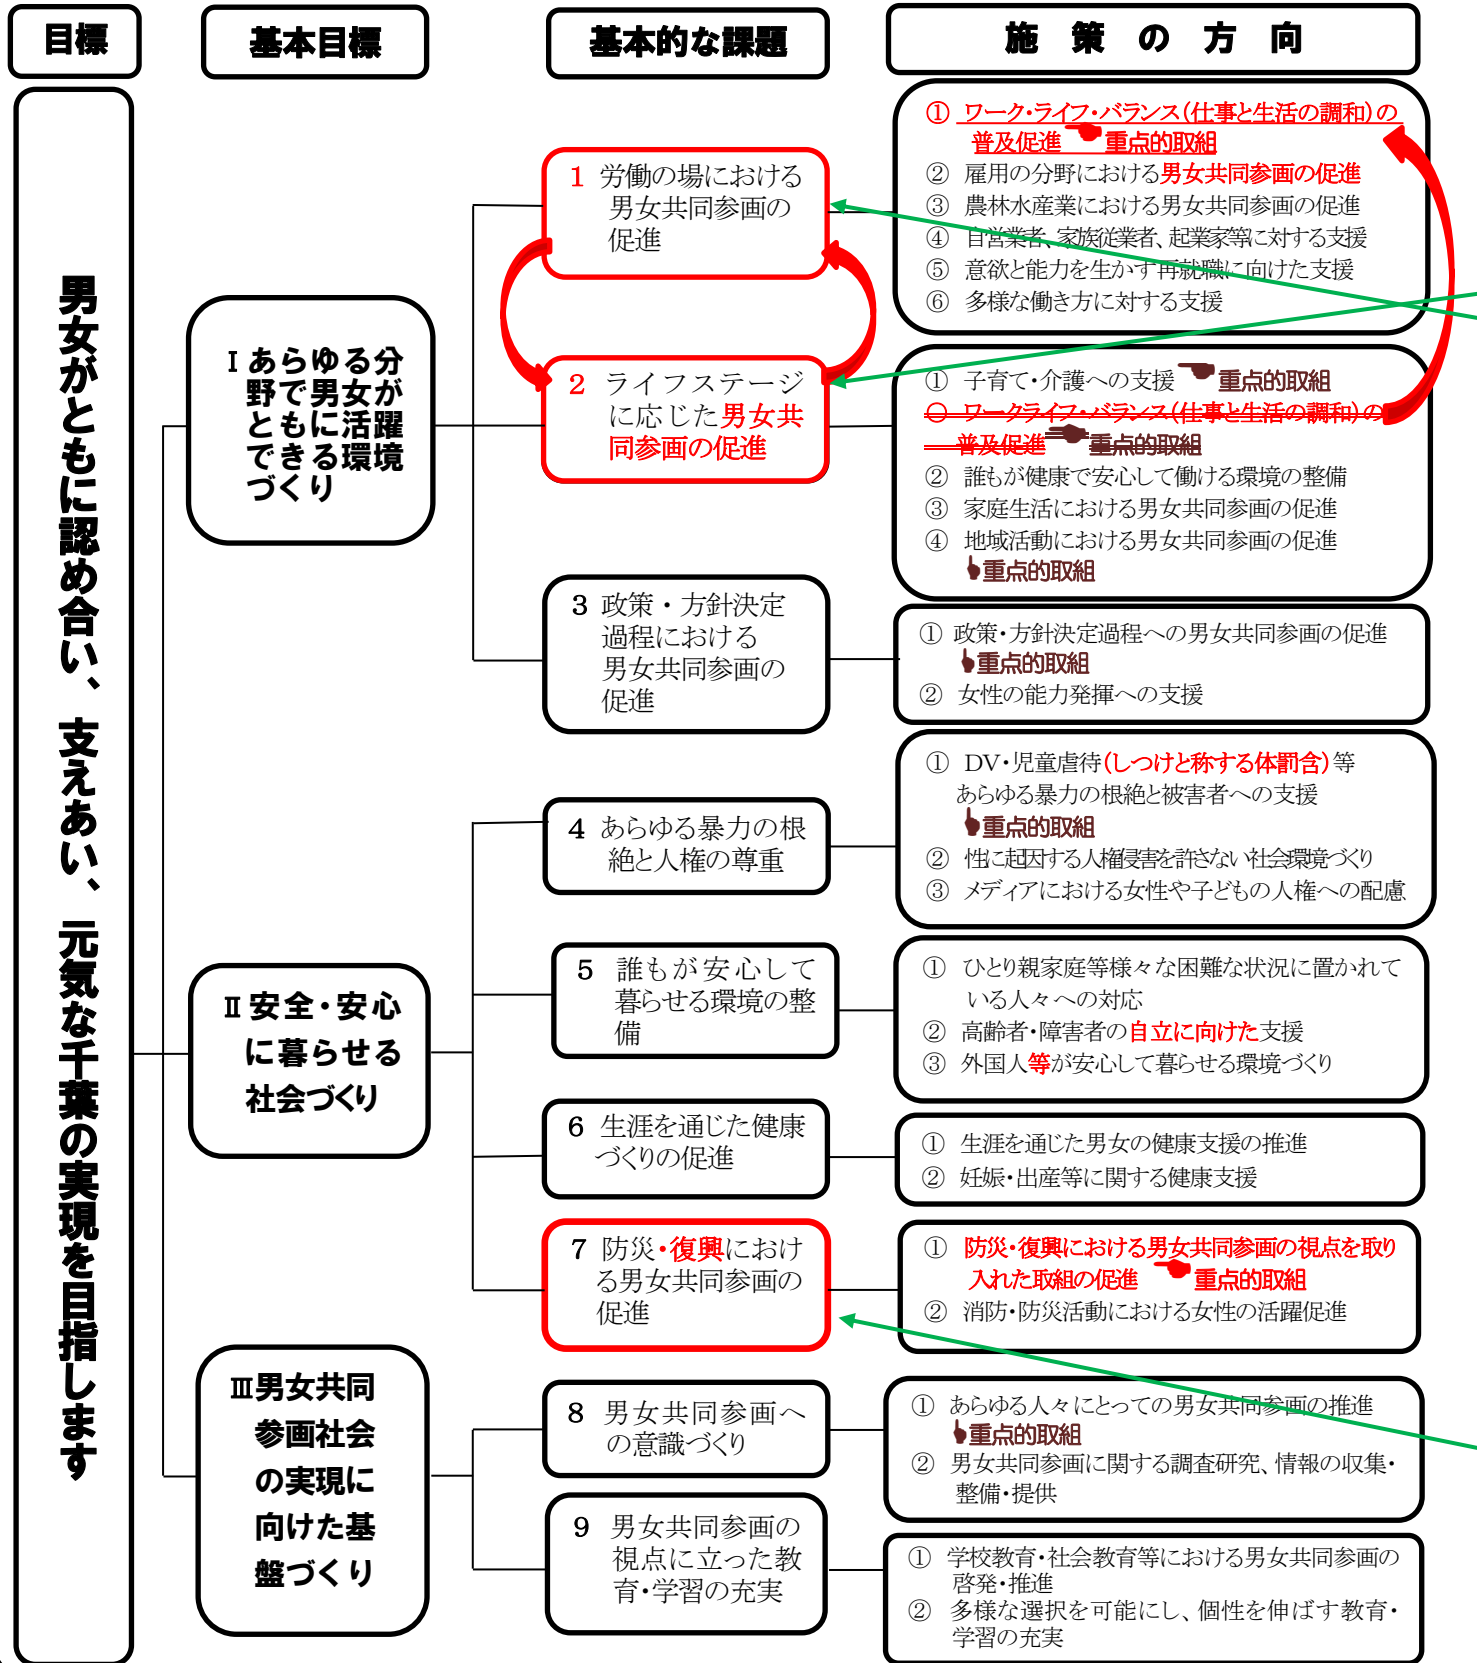 目標
基本目標
基本的な課題
施策の方向
男女がともに認め合い、支えあい、元気な千葉の実現を目指します
Ⅰあらゆる分
野で男女が
ともに活躍
できる環境
づくり
1 労働の場における
男女共同参画の
促進
① ワーク・ライフ・バランス(仕事と生活の調和)の
普及促進 ☚重点的取組
② 雇用の分野における男女共同参画の促進
③ 農林水産業における男女共同参画の促進
④ 自営業者、家族従業者、起業家等に対する支援
⑤ 意欲と能力を生かす再就職に向けた支援
⑥ 多様な働き方に対する支援
2 ライフステージ
に応じた男女共
同参画の促進
① 子育て・介護への支援 ☚重点的取組
○ ワークライフ・バランス(仕事と生活の調和)の
普及促進 ☚重点的取組
② 誰もが健康で安心して働ける環境の整備
③ 家庭生活における男女共同参画の促進
④ 地域活動における男女共同参画の促進
重点的取組
3 政策・方針決定
過程における
男女共同参画の
促進
① 政策・方針決定過程への男女共同参画の促進
重点的取組
② 女性の能力発揮への支援
Ⅱ安全・安心
に暮らせる
社会づくり
4 あらゆる暴力の根
絶と人権の尊重
① DV・児童虐待(しつけと称する体罰含)等
あらゆる暴力の根絶と被害者への支援
重点的取組
② 性に起因する人権侵害を許さない社会環境づくり
③ メディアにおける女性や子どもの人権への配慮
5 誰もが安心して
暮らせる環境の整
備
① ひとり親家庭等様々な困難な状況に置かれて
いる人々への対応
② 高齢者・障害者の自立に向けた支援
③ 外国人等が安心して暮らせる環境づくり
6 生涯を通じた健康
づくりの促進
① 生涯を通じた男女の健康支援の推進
② 妊娠・出産等に関する健康支援
7 防災・復興におけ
る男女共同参画の
促進
① 防災・復興における男女共同参画の視点を取り
入れた取組の促進 ☚重点的取組
② 消防・防災活動における女性の活躍促進
Ⅲ男女共同
参画社会
の実現に
向けた基
盤づくり
8 男女共同参画へ
の意識づくり
① あらゆる人々にとっての男女共同参画の推進
重点的取組
② 男女共同参画に関する調査研究、情報の収集・
整備・提供
9 男女共同参画の
視点に立った教
育・学習の充実
① 学校教育・社会教育等における男女共同参画の
啓発・推進
② 多様な選択を可能にし、個性を伸ばす教育・
学習の充実